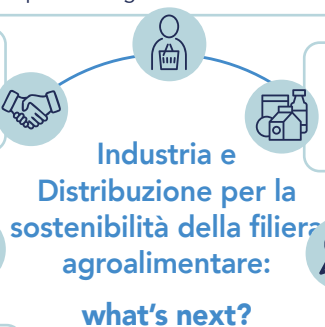 Industria e
Distribuzione per la
sostenibilità della filiera
agroalimentare:
what's next?